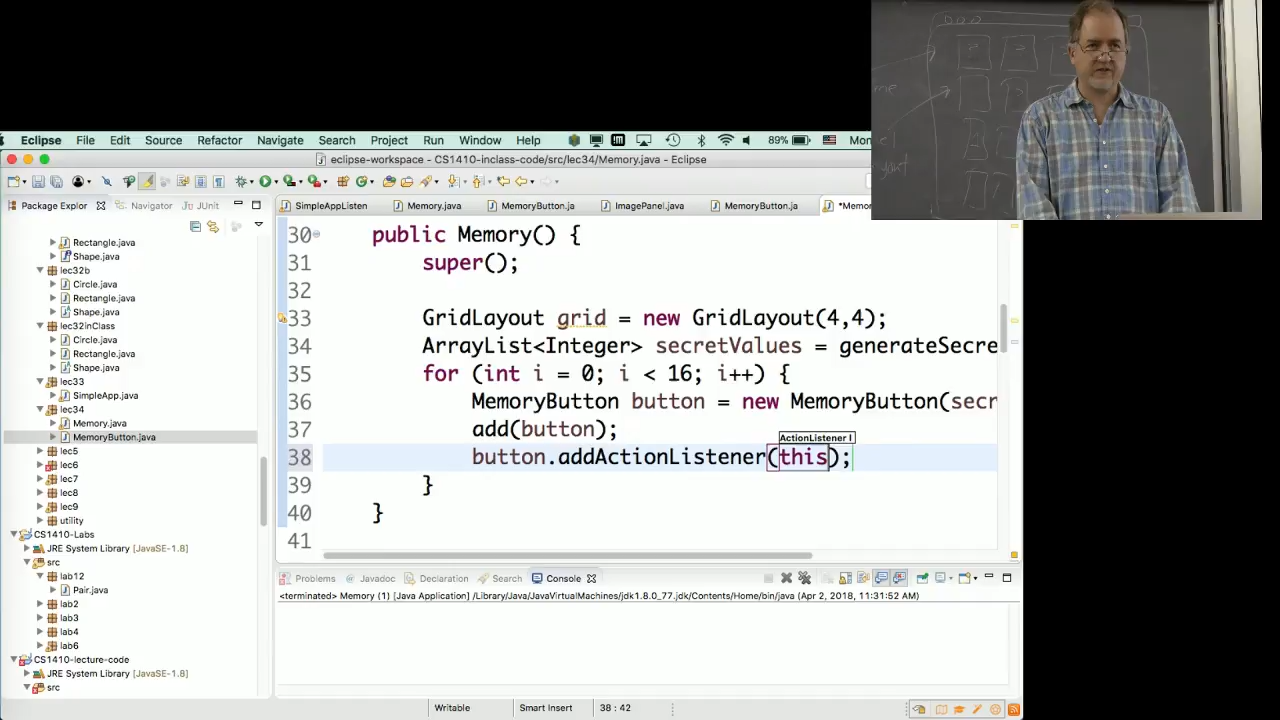 Eclipse File Edit Source Refactor Navigate Search Project Run Window Help 89% Mon
eclipse-workspace - CS1410-inclass-code/src/lec34/Memory.java - Eclipse
Package Explor Navigator JUnit
SimpleAppListen Memory.java MemoryButton.ja ImagePanel.java MemoryButton.ja *Memor
Rectangle.java
Shape.java
lec32b
Circle.java
Rectangle.java
Shape.java
lec32inClass
Circle.java
Rectangle.java
Shape.java
lec33
SimpleApp.java
lec34
Memory.java
MemoryButton.java
lec5
lec6
lec7
lec8
lec9
utility
CS1410-Labs
JRE System Library [JavaSE-1.8]
src
lab12
Pair.java
lab2
lab3
lab4
lab6
CS1410-lecture-code
JRE System Library [JavaSE-1.8]
src
30 public Memory() {
31 super();
32
33 GridLayout grid = new GridLayout(4,4);
34 ArrayList<Integer> secretValues = generateSecre
35 for (int i = 0; i < 16; i++) {
36 MemoryButton button = new MemoryButton(secr
37 add(button);
ActionListener l
38 button.addActionListener(this);
39 }
40 }
41
Problems Javadoc Declaration Search Console
<terminated> Memory (1) [Java Application] /Library/Java/JavaVirtualMachines/jdk1.8.0_77.jdk/Contents/Home/bin/java (Apr 2, 2018, 11:31:52 AM)
Writable Smart Insert 38 : 42